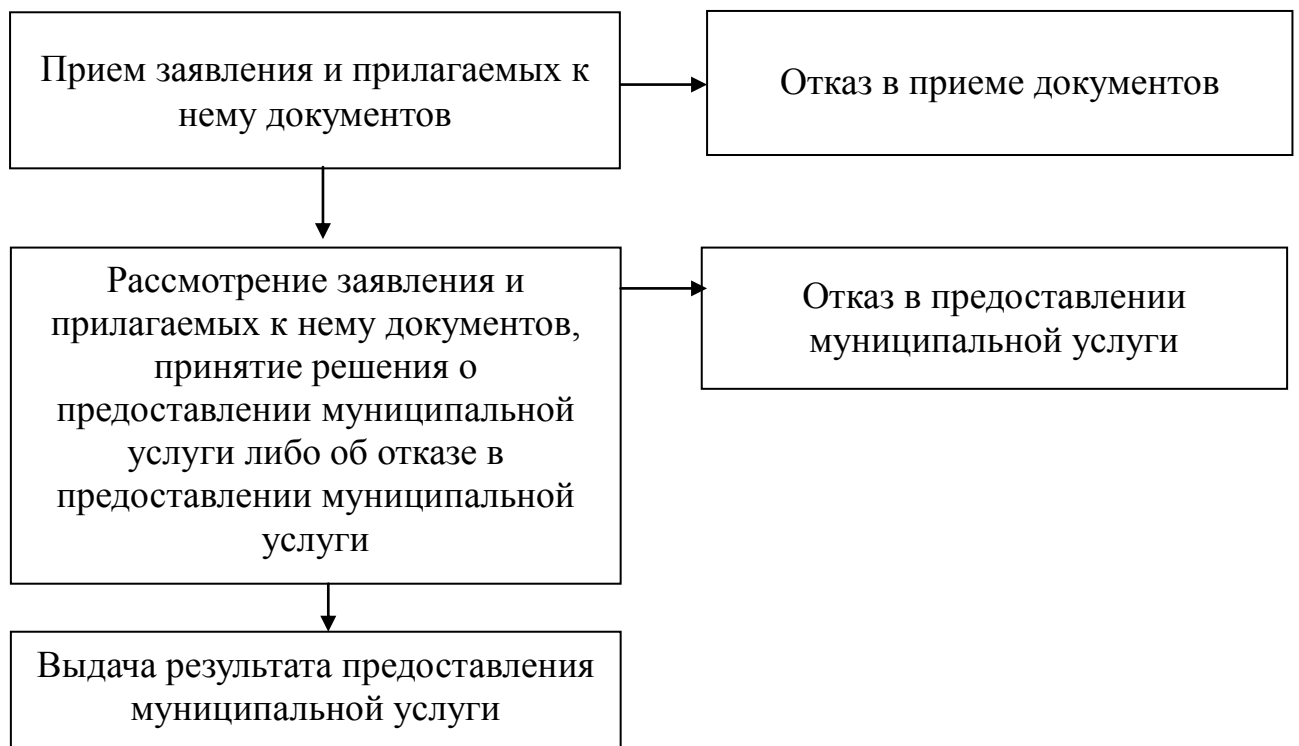 Прием заявления и прилагаемых к
нему документов
Отказ в приеме документов
Рассмотрение заявления и
прилагаемых к нему документов,
принятие решения о
предоставлении муниципальной
услуги либо об отказе в
предоставлении муниципальной
услуги
Отказ в предоставлении
муниципальной услуги
Выдача результата предоставления
муниципальной услуги